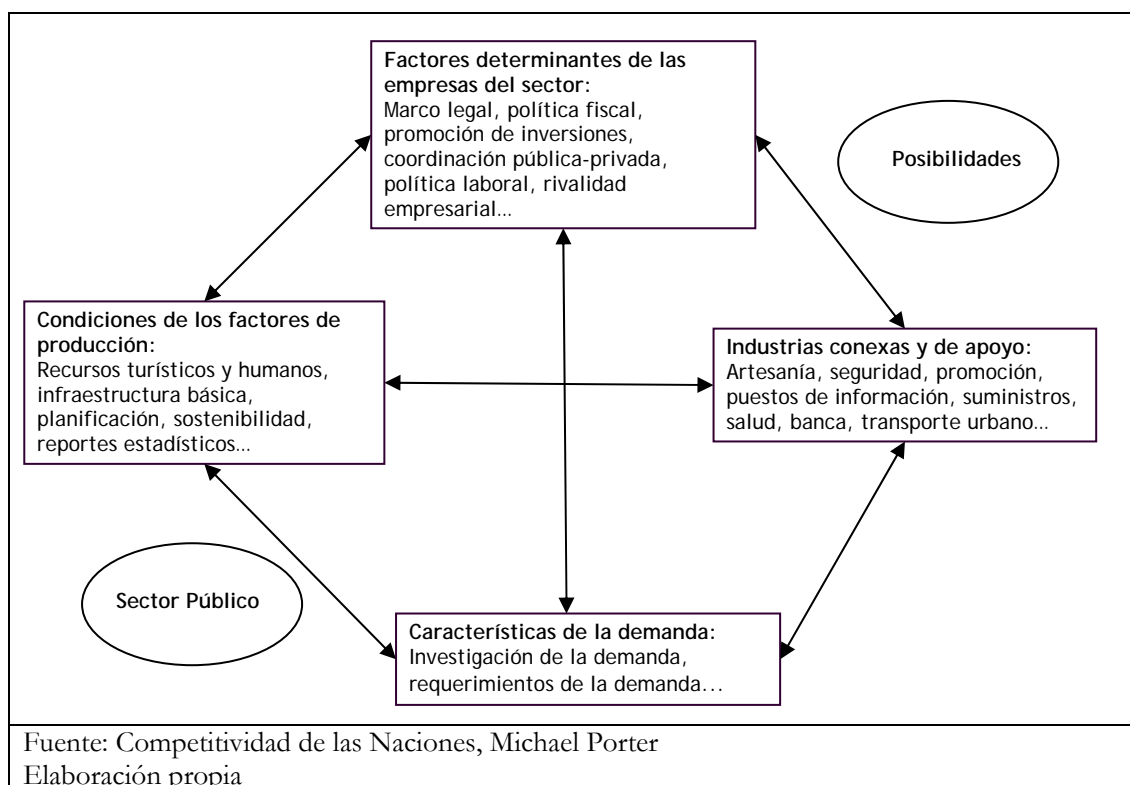 Factores determinantes de las
empresas del sector:
Marco legal, política fiscal,
promoción de inversiones,
coordinación pública-privada,
política laboral, rivalidad
empresarial...
Posibilidades
Condiciones de los factores de
producción:
Recursos turísticos y humanos,
infraestructura básica,
planificación, sostenibilidad,
reportes estadísticos...
Industrias conexas y de apoyo:
Artesanía, seguridad, promoción,
puestos de información, suministros,
salud, banca, transporte urbano...
Sector Público
Características de la demanda:
Investigación de la demanda,
requerimientos de la demanda...
Fuente: Competitividad de las Naciones, Michael Porter
Elaboración propia